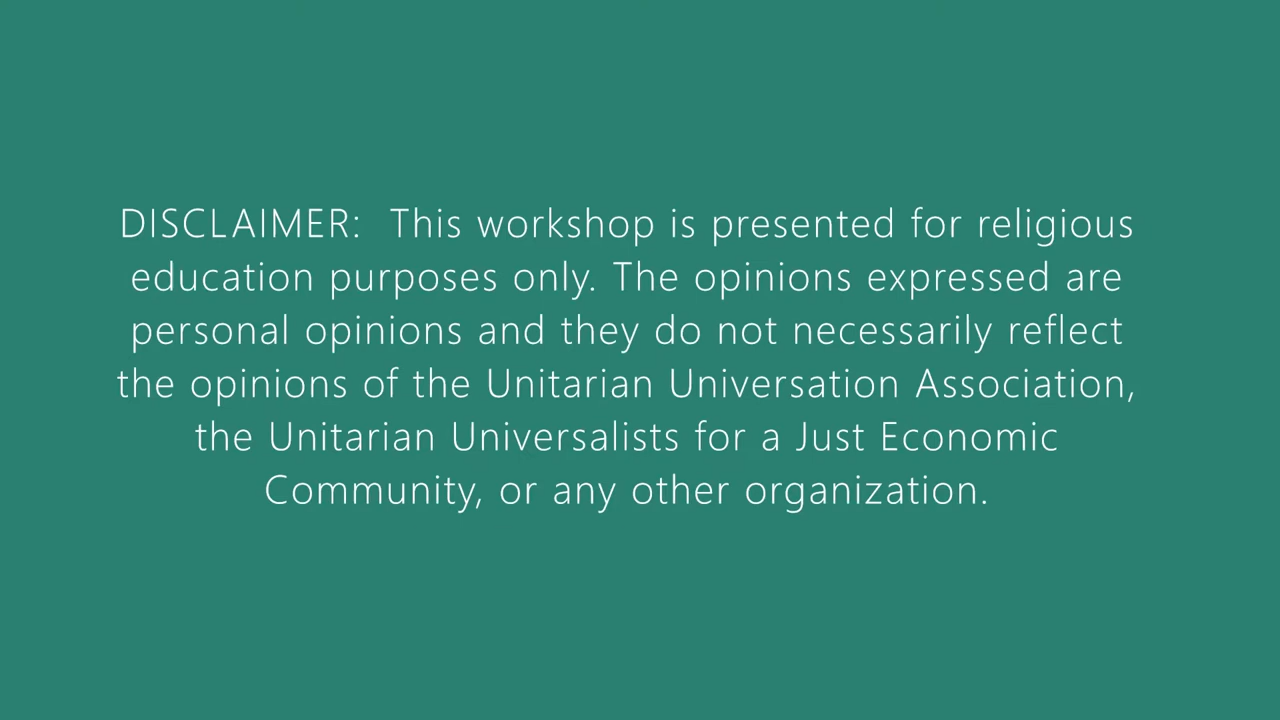 DISCLAIMER:  This workshop is presented for religious
education purposes only. The opinions expressed are
personal opinions and they do not necessarily reflect
the opinions of the Unitarian Universation Association,
the Unitarian Universalists for a Just Economic
Community, or any other organization.